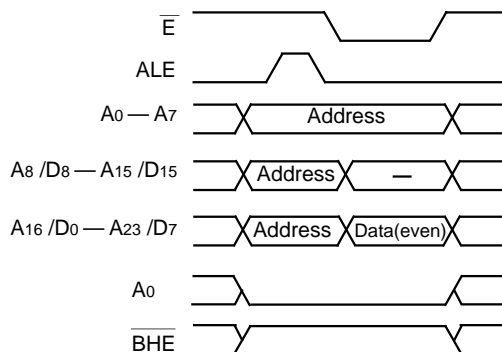 E
ALE
A0 — A7 Address
A8 /D8 — A15 /D15 Address —
A16 /D0 — A23 /D7 Address Data(even)
A0
BHE